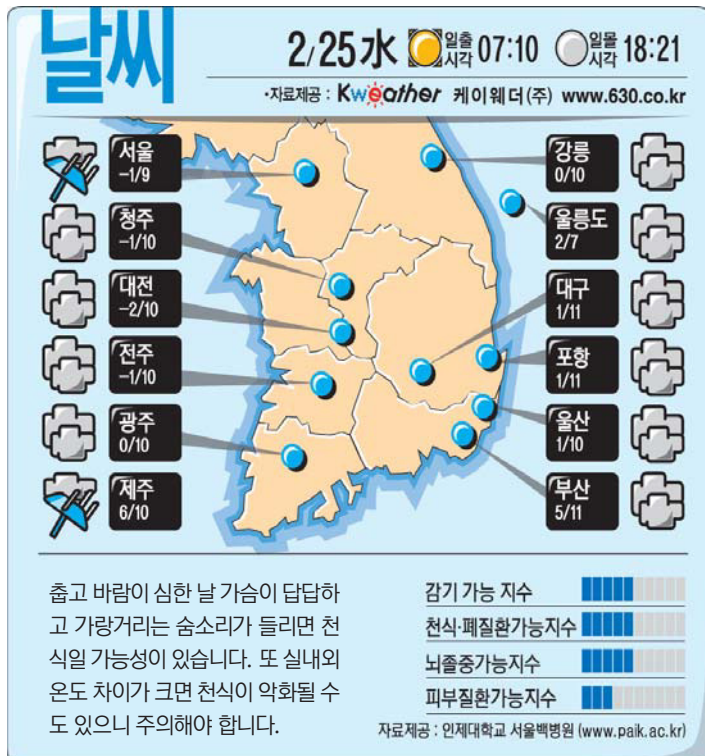 날씨
2/25 水 일출시각 07:10 일몰시각 18:21
·자료제공 : Kweather 케이웨더(주) www.630.co.kr
서울
-1/9
청주
-1/10
대전
-2/10
전주
-1/10
광주
0/10
제주
6/10
강릉
0/10
울릉도
2/7
대구
1/11
포항
1/11
울산
1/10
부산
5/11
춥고 바람이 심한 날 가슴이 답답하
고 가랑거리는 숨소리가 들리면 천
식일 가능성이 있습니다. 또 실내외
온도 차이가 크면 천식이 악화될 수
도 있으니 주의해야 합니다.
감기 가능 지수
천식·폐질환가능지수
뇌졸중가능지수
피부질환가능지수
자료제공 : 인제대학교 서울백병원 (www.paik.ac.kr)